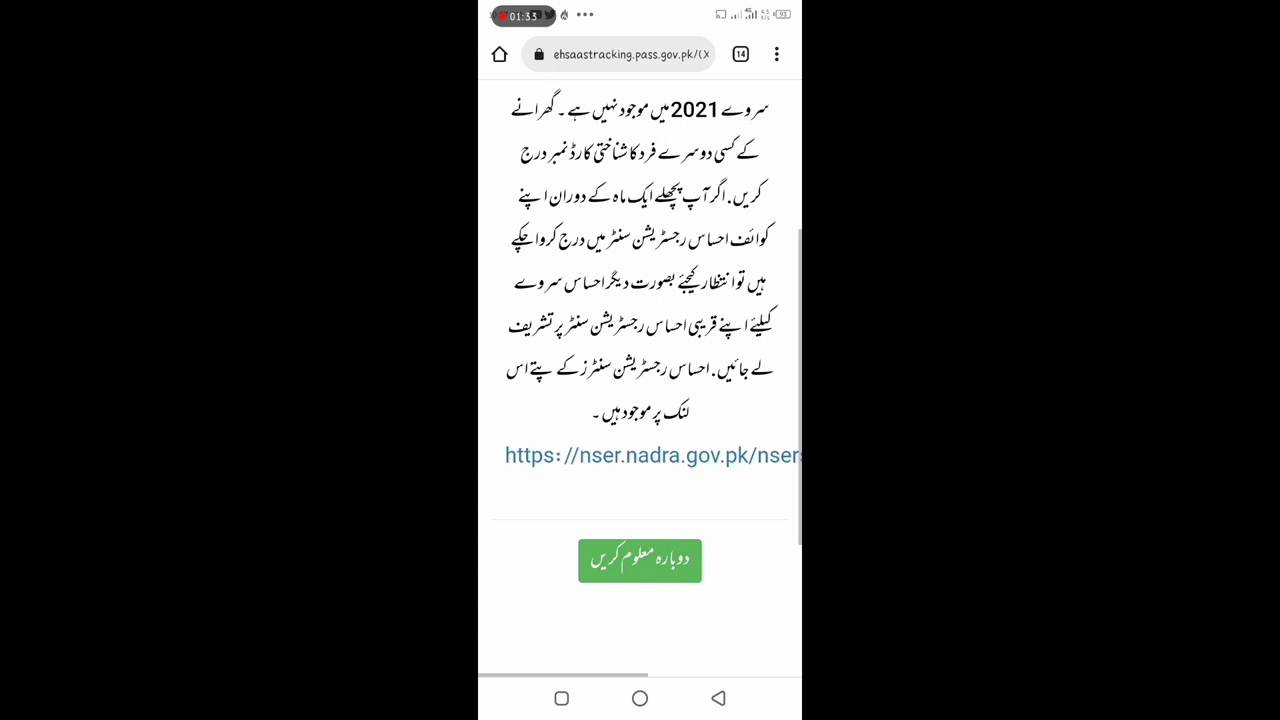 01:33
4.3
K/s
93
ehsaastracking.pass.gov.pk/(X
14
سروے 2021 میں موجود نہیں ہے ۔ گھرانے
کے کسی دوسرے فرد کا شناختی کارڈ نمبر درج
کریں. اگر آپ پچھلے ایک ماہ کے دوران اپنے
کوائف احساس رجسٹریشن سنٹر میں درج کروا چکے
ہیں تو انتظار کیجئے بصورت دیگر احساس سروے
کیلئے اپنے قریبی احساس رجسٹریشن سنٹر پر تشریف
لے جائیں. احساس رجسٹریشن سنٹرز کے پتے اس
لنک پر موجود ہیں ۔
https://nser.nadra.gov.pk/nsers
دوبارہ معلوم کریں